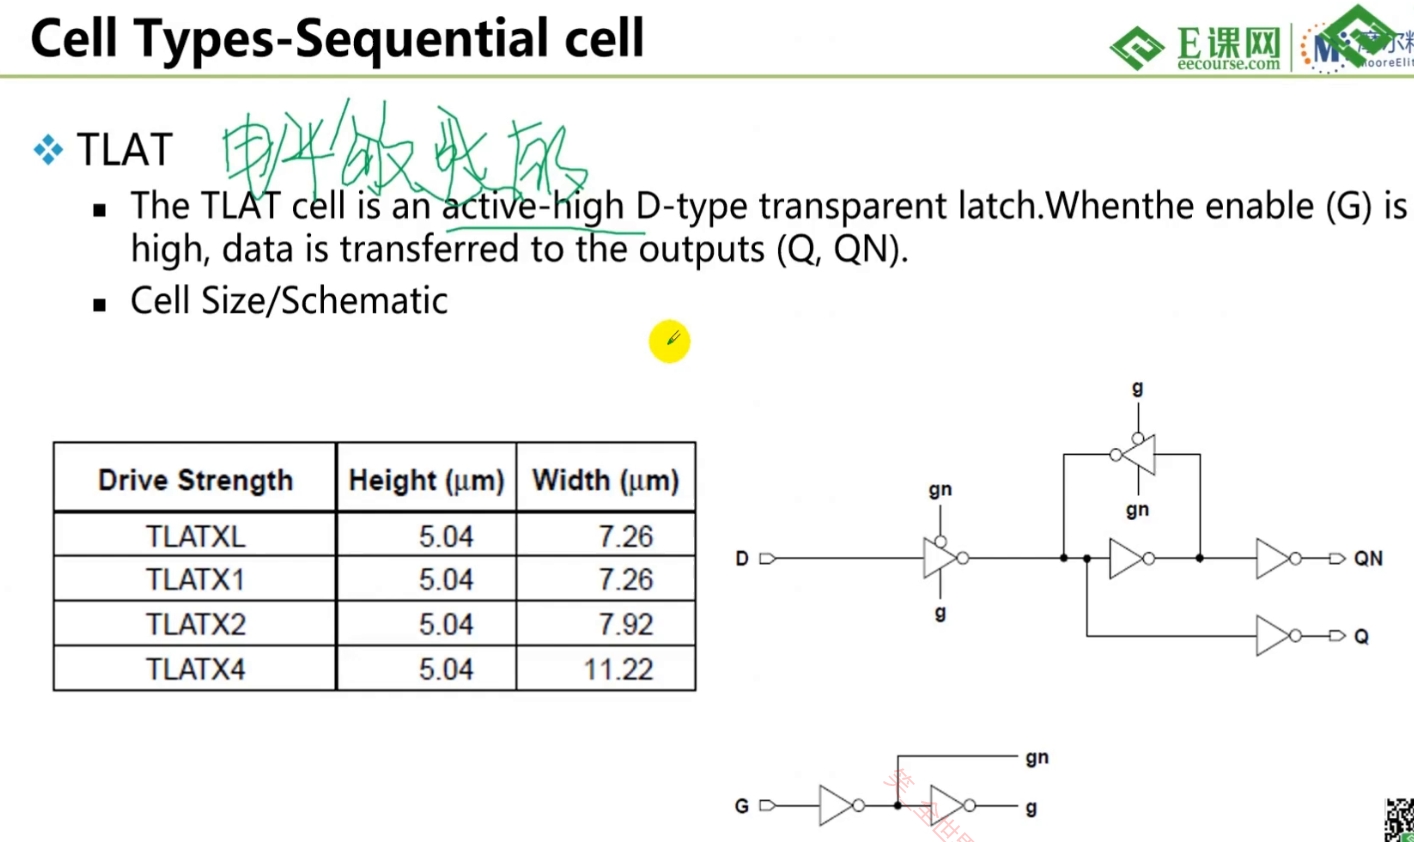 Cell Types-Sequential cell
E课网
eecourse.com
MooreElit
TLAT
电平敏感
The TLAT cell is an active-high D-type transparent latch.Whenthe enable (G) is
high, data is transferred to the outputs (Q, QN).
Cell Size/Schematic
Drive Strength Height (μm) Width (μm)
TLATXL 5.04 7.26
TLATX1 5.04 7.26
TLATX2 5.04 7.92
TLATX4 5.04 11.22
g
gn
gn
D
QN
g
Q
gn
G
g